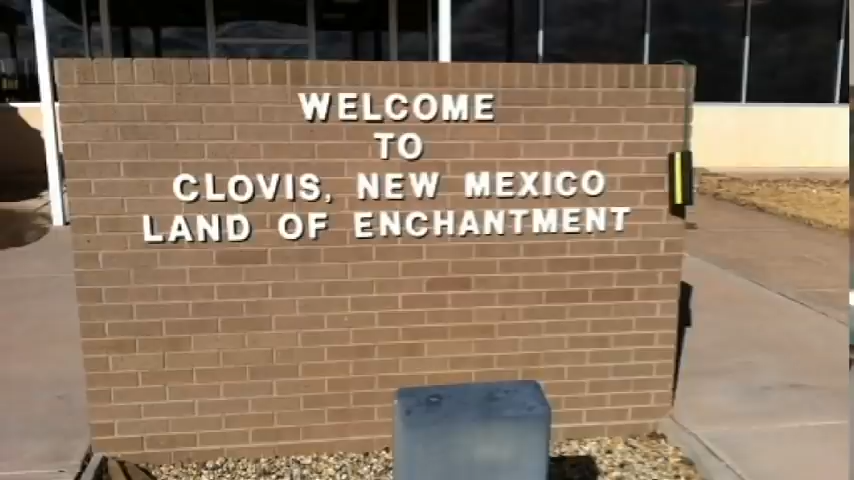 WELCOME
TO
CLOVIS, NEW MEXICO
LAND OF ENCHANTMENT